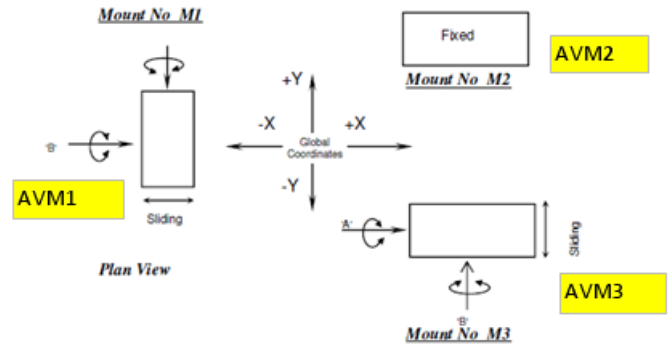 Mount No M1
Fixed
AVM2
Mount No M2
+Y
-X
+X
Global
Coordinates
-Y
'B'
AVM1
Sliding
Plan View
'A'
Sliding
AVM3
'B'
Mount No M3